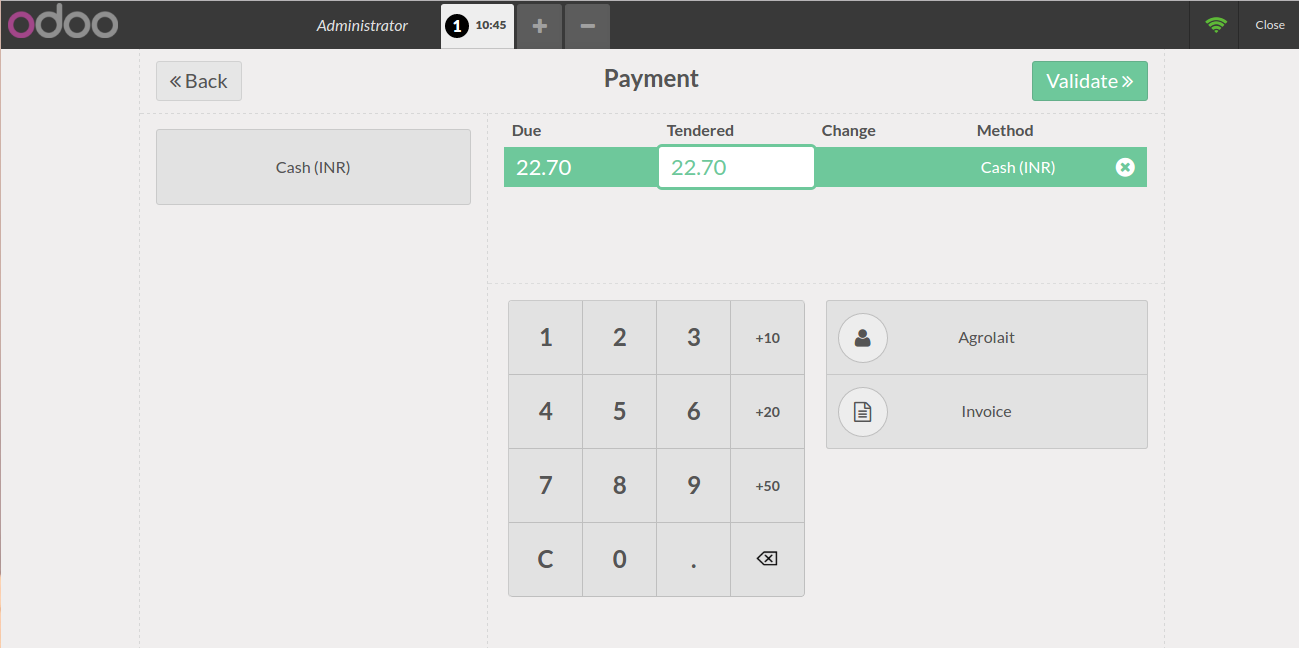 odoo
Administrator
1 10:45
Close
Back
Payment
Validate
Due Tendered Change Method
22.70 22.70 Cash (INR)
Cash (INR)
1 2 3 +10
4 5 6 +20
7 8 9 +50
C 0 .
Agrolait
Invoice